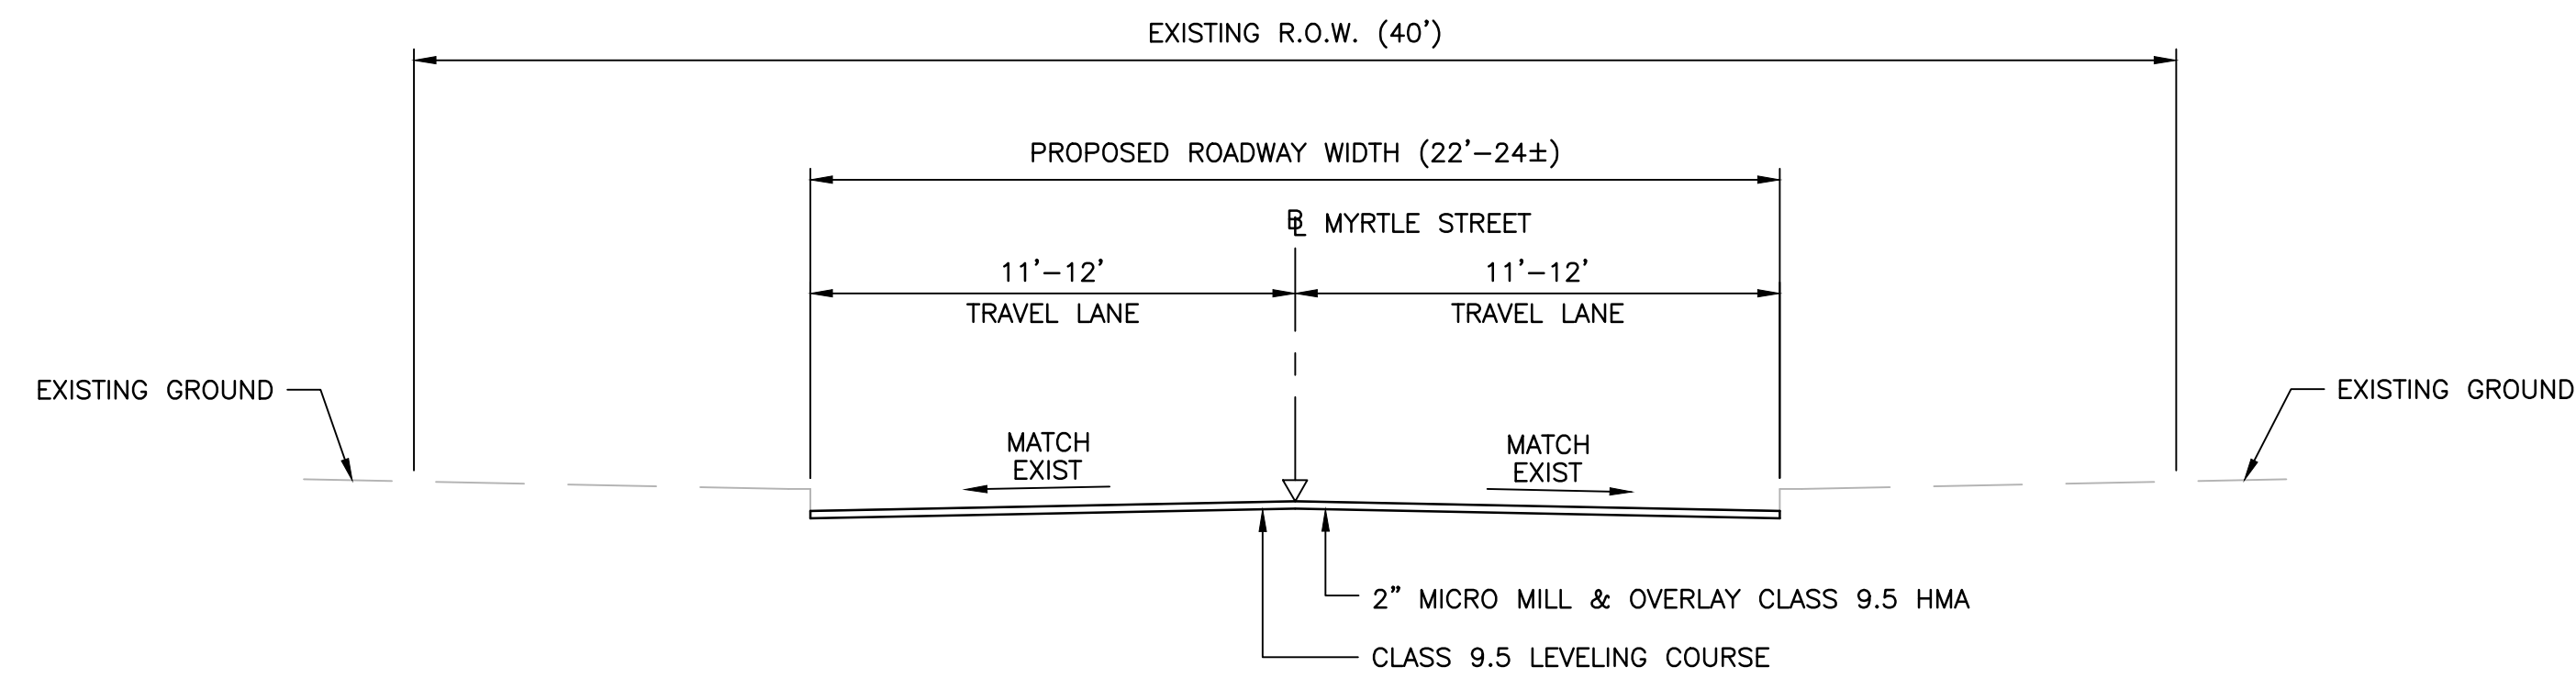 EXISTING R.O.W. (40')
PROPOSED ROADWAY WIDTH (22'-24±)
BL MYRTLE STREET
11'-12'
TRAVEL LANE
11'-12'
TRAVEL LANE
EXISTING GROUND
EXISTING GROUND
MATCH
EXIST
MATCH
EXIST
2" MICRO MILL & OVERLAY CLASS 9.5 HMA
CLASS 9.5 LEVELING COURSE